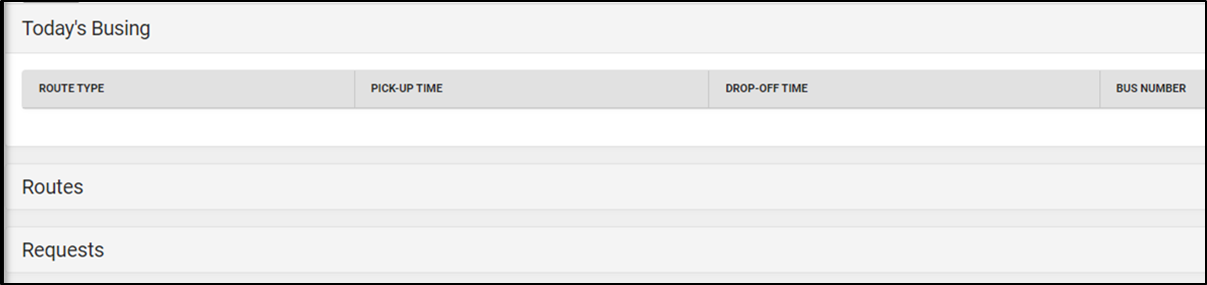 Today's Busing
ROUTE TYPE PICK-UP TIME DROP-OFF TIME BUS NUMBER
Routes
Requests